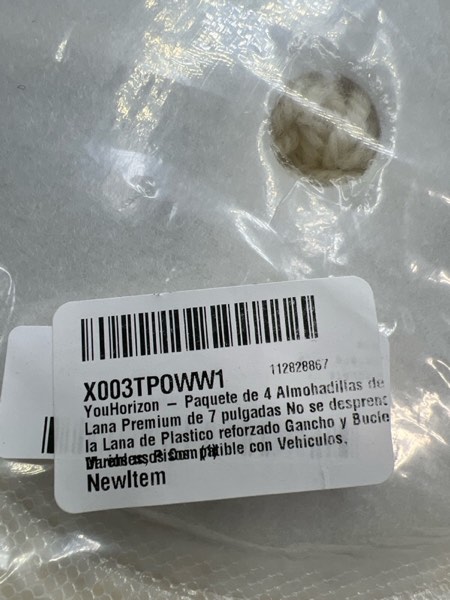 X003TPOWW1
112828867
YouHorizon – Paquete de 4 Almohadillas de
Lana Premium de 7 pulgadas No se desprend
la Lana de Plastico reforzado Gancho y Bucle
Compatible con Vehiculos,
NewItem